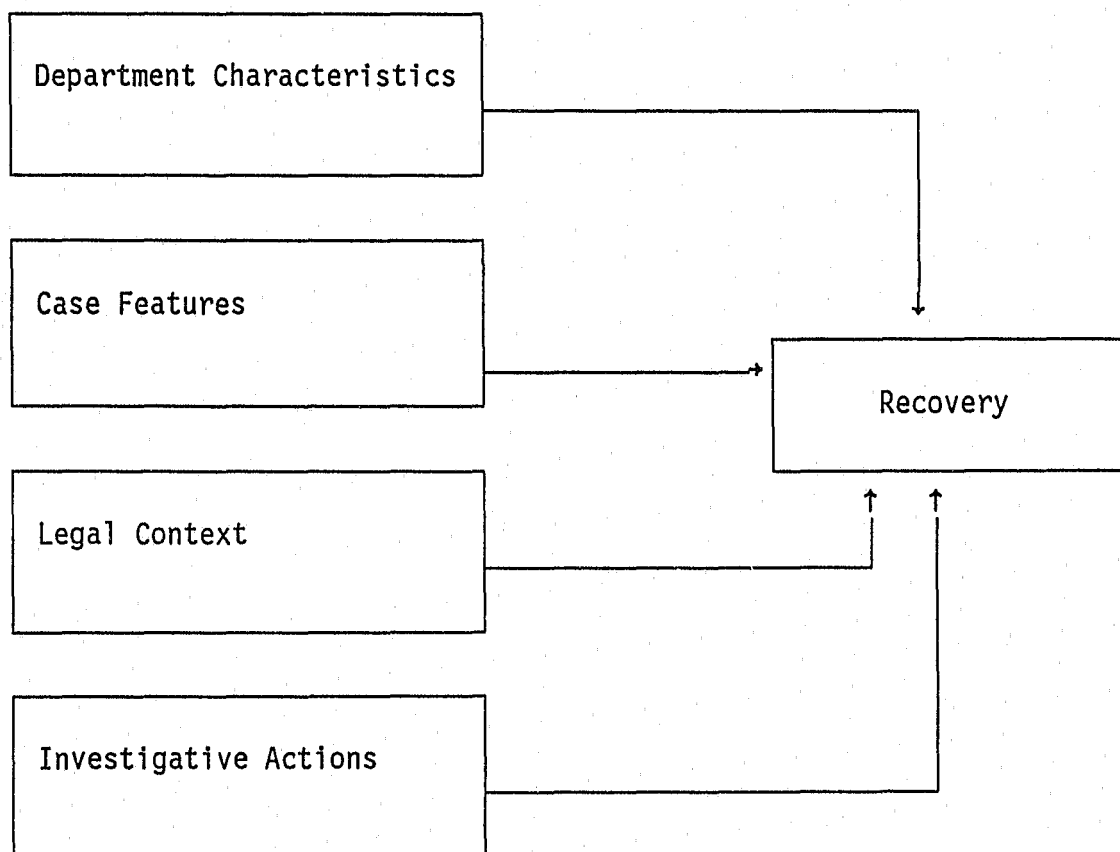 Department Characteristics
Case Features
Recovery
Legal Context
Investigative Actions